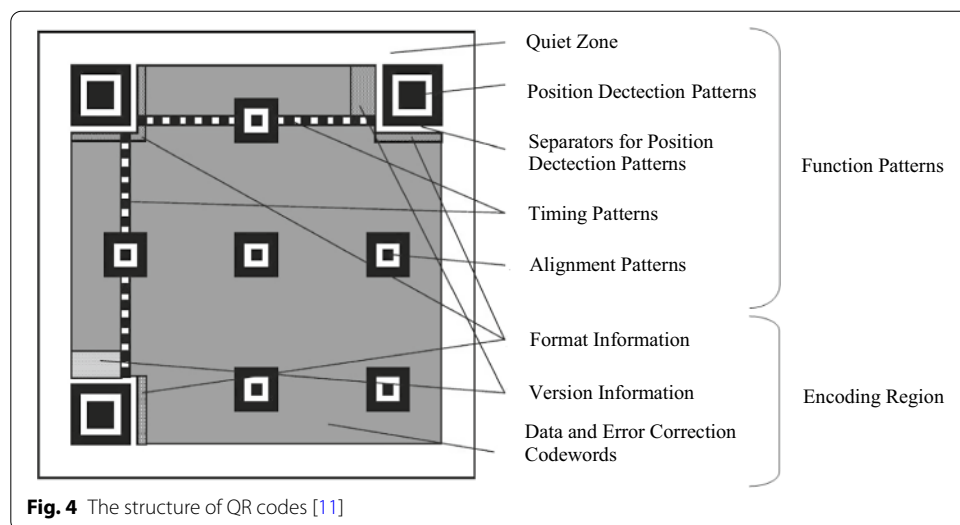 Quiet Zone
Position Dectection Patterns
Separators for Position
Dectection Patterns
Function Patterns
Timing Patterns
Alignment Patterns
Format Information
Version Information
Encoding Region
Data and Error Correction
Codewords
Fig. 4 The structure of QR codes [11]